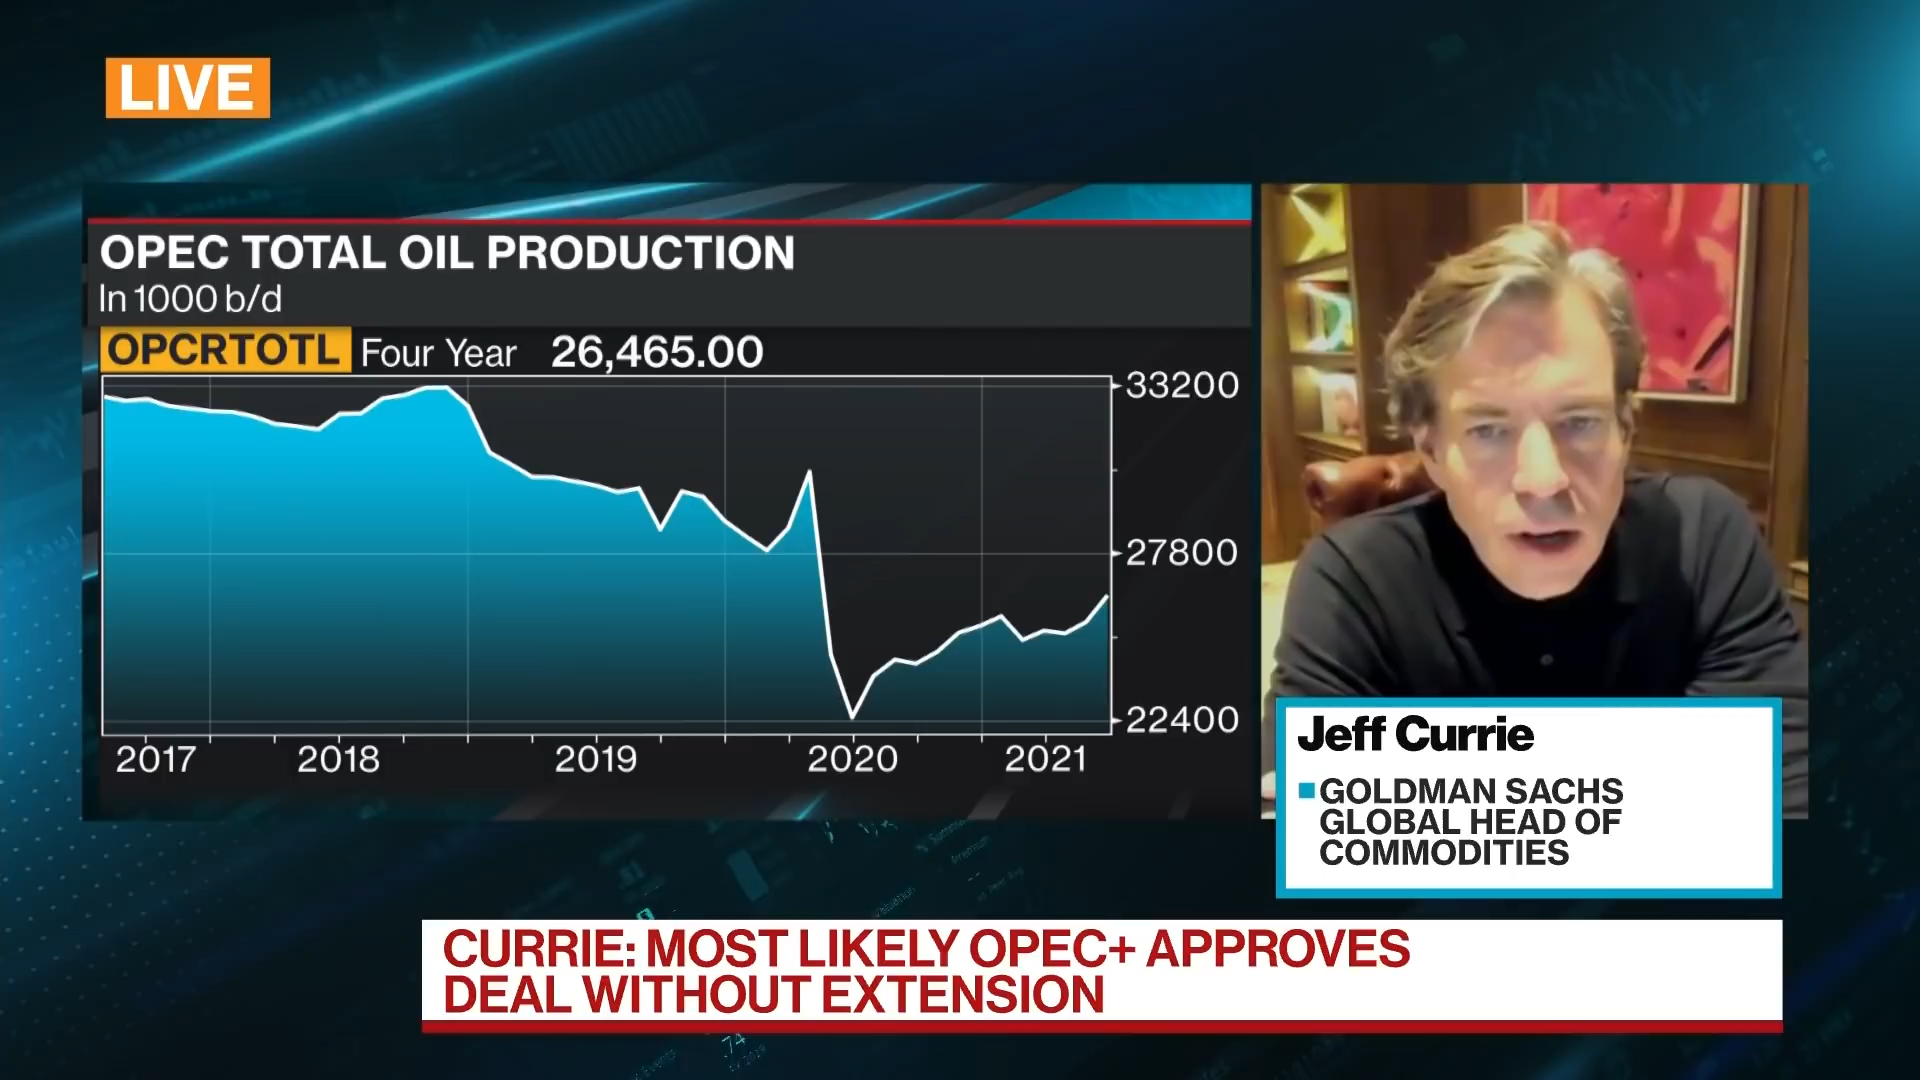 LIVE
OPEC TOTAL OIL PRODUCTION
In 1000 b/d
OPCRTOTL Four Year 26,465.00
33200
27800
22400
2017 2018 2019 2020 2021
Jeff Currie
GOLDMAN SACHS
GLOBAL HEAD OF
COMMODITIES
CURRIE: MOST LIKELY OPEC+ APPROVES
DEAL WITHOUT EXTENSION
74